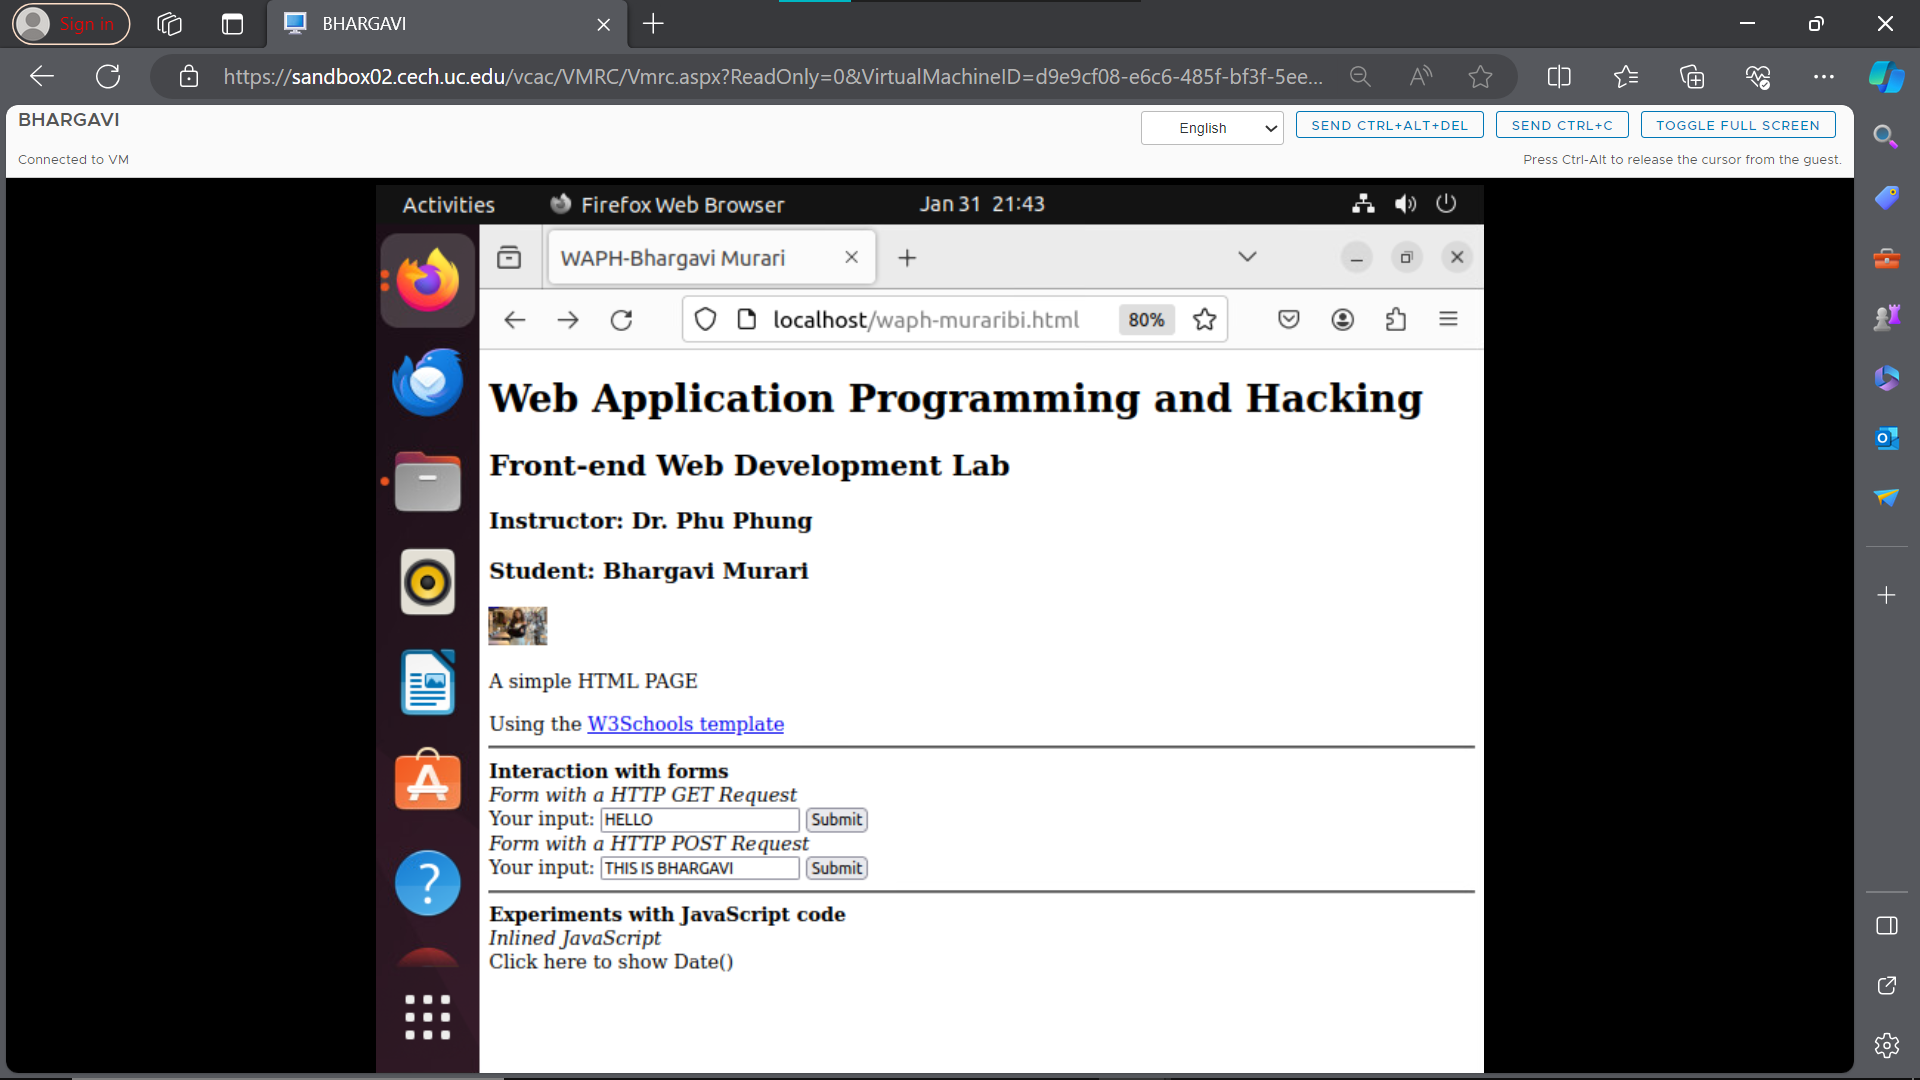 Sign in
BHARGAVI
https://sandbox02.cech.uc.edu/vcac/VMRC/Vmrc.aspx?ReadOnly=0&VirtualMachineID=d9e9cf08-e6c6-485f-bf3f-5ee...
BHARGAVI
English
SEND CTRL+ALT+DEL
SEND CTRL+C
TOGGLE FULL SCREEN
Connected to VM
Press Ctrl-Alt to release the cursor from the guest.
Activities
Firefox Web Browser
Jan 31 21:43
WAPH-Bhargavi Murari
localhost/waph-muraribi.html
80%
Web Application Programming and Hacking
Front-end Web Development Lab
Instructor: Dr. Phu Phung
Student: Bhargavi Murari
A simple HTML PAGE
Using the W3Schools template
Interaction with forms
Form with a HTTP GET Request
Your input: HELLO Submit
Form with a HTTP POST Request
Your input: THIS IS BHARGAVI Submit
Experiments with JavaScript code
Inlined JavaScript
Click here to show Date()